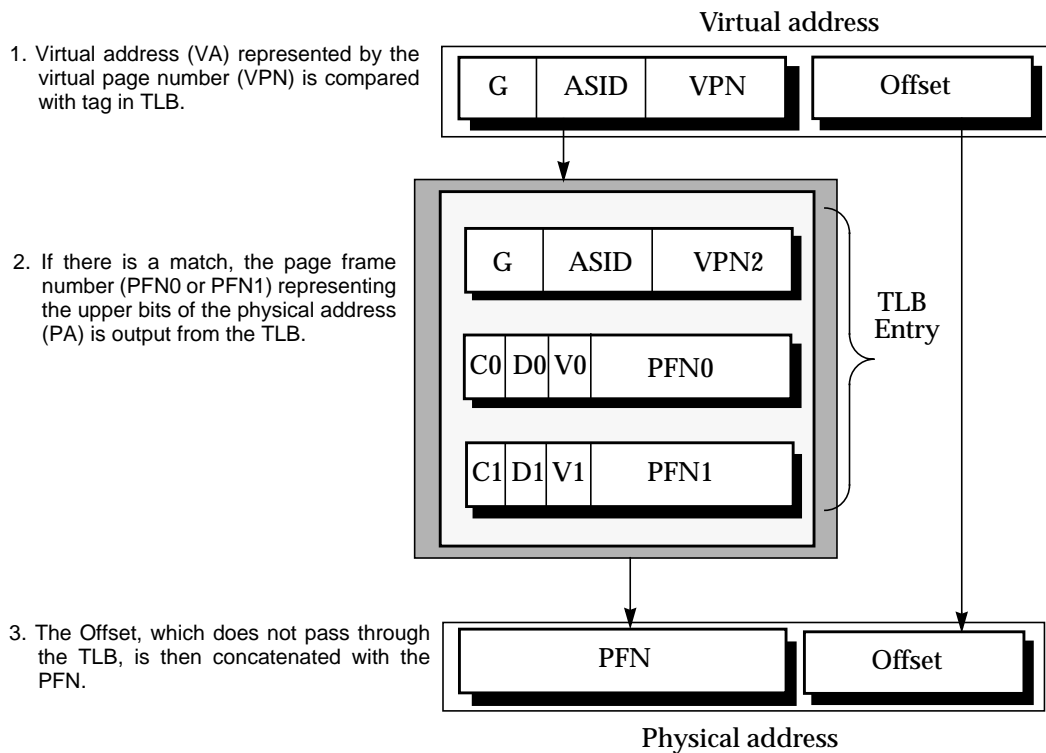 Virtual address
1. Virtual address (VA) represented by the
virtual page number (VPN) is compared
with tag in TLB.
G ASID VPN Offset
2. If there is a match, the page frame
number (PFN0 or PFN1) representing
the upper bits of the physical address
(PA) is output from the TLB.
G ASID VPN2
TLB
Entry
C0 D0 V0 PFN0
C1 D1 V1 PFN1
3. The Offset, which does not pass through
the TLB, is then concatenated with the
PFN.
PFN Offset
Physical address